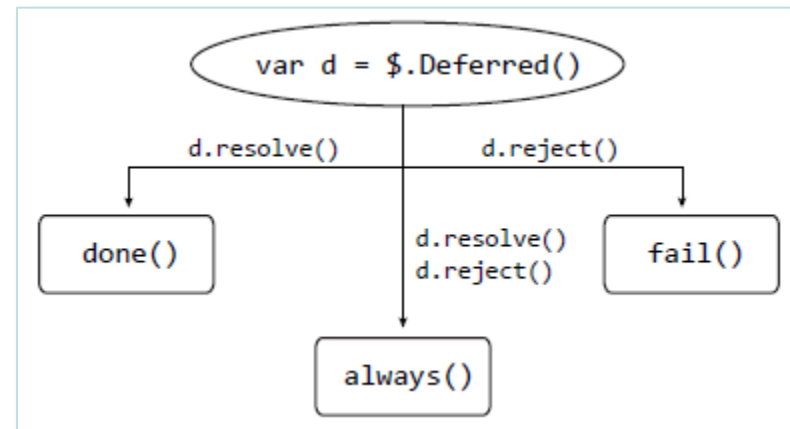 var d = $.Deferred()
d.resolve()
d.reject()
done()
d.resolve()
d.reject()
fail()
always()